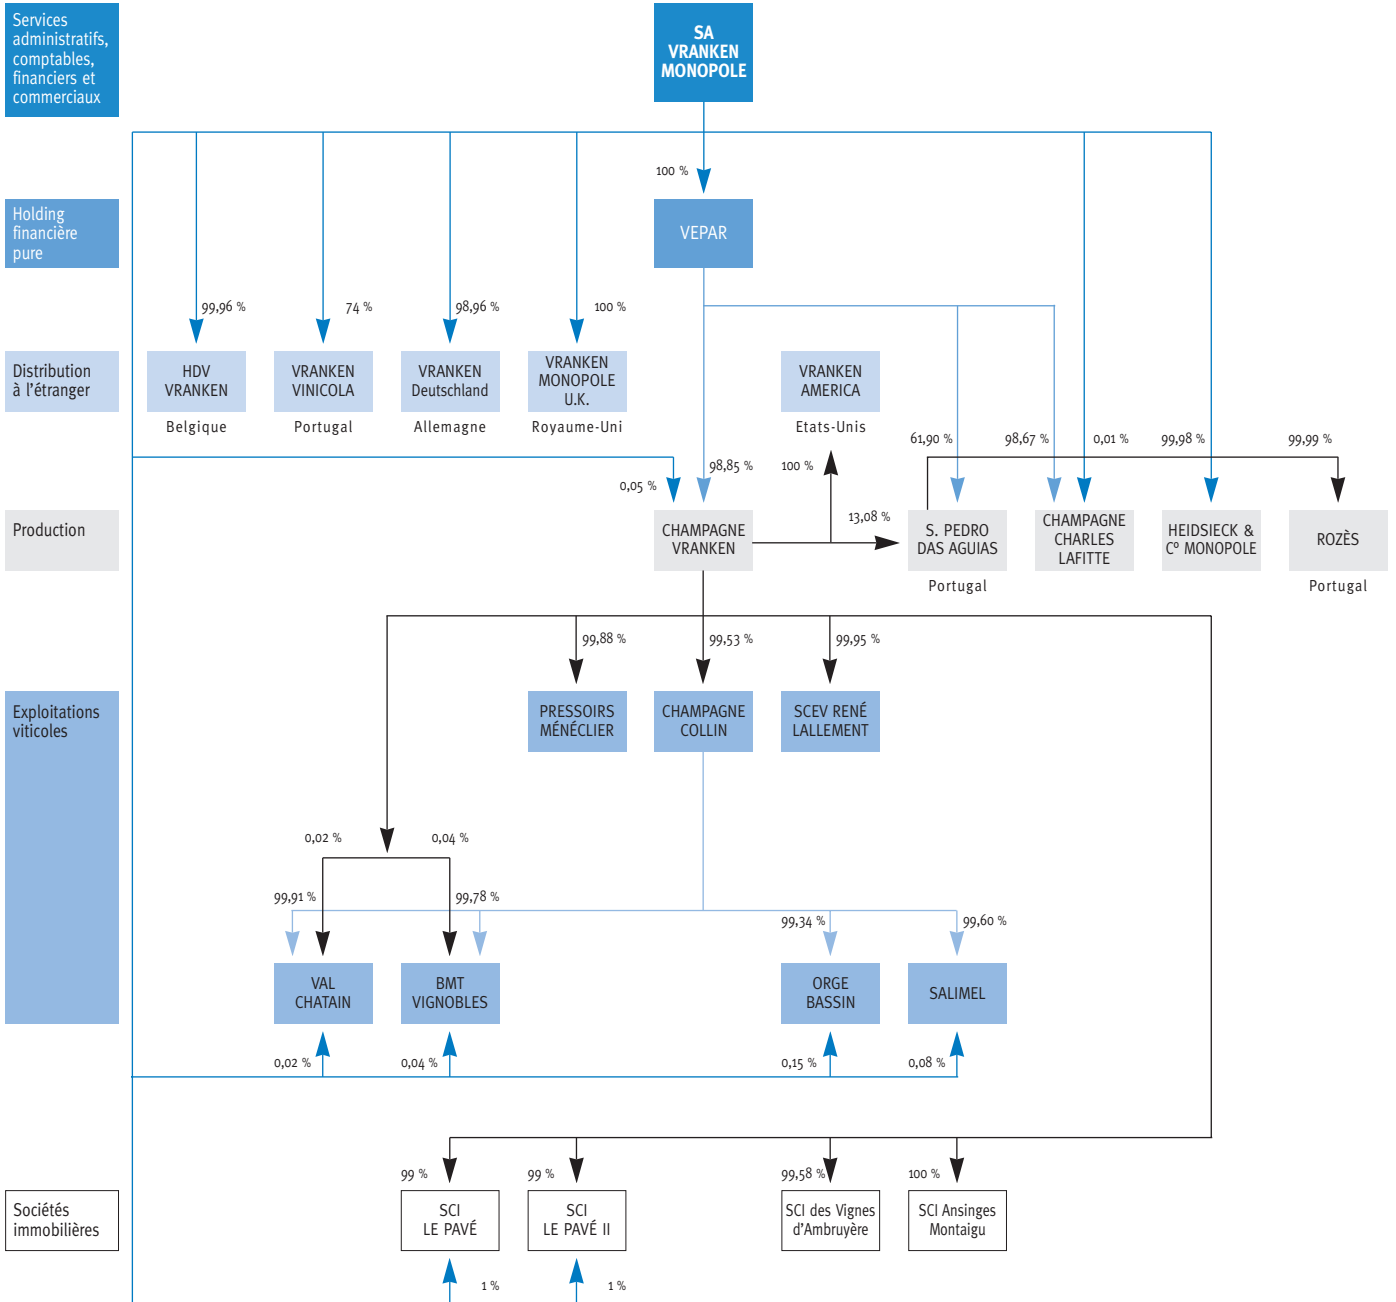 Services
administratifs,
comptables,
financiers et
commerciaux
SA
VRANKEN
MONOPOLE
100 %
Holding
financière
pure
VEPAR
99,96 %
74 %
98,96 %
100 %
Distribution
à l'étranger
HDV
VRANKEN
Belgique
VRANKEN
VINICOLA
Portugal
VRANKEN
Deutschland
Allemagne
VRANKEN
MONOPOLE
U.K.
Royaume-Uni
VRANKEN
AMERICA
Etats-Unis
0,05 %
98,85 %
100 %
13,08 %
61,90 %
98,67 %
0,01 %
99,98 %
99,99 %
Production
CHAMPAGNE
VRANKEN
S. PEDRO
DAS AGUIAS
Portugal
CHAMPAGNE
CHARLES
LAFITTE
HEIDSIECK &
Cº MONOPOLE
ROZÈS
Portugal
99,88 %
99,53 %
99,95 %
Exploitations
viticoles
PRESSOIRS
MÉNÉCLIER
CHAMPAGNE
COLLIN
SCEV RENÉ
LALLEMENT
0,02 %
0,04 %
99,91 %
99,78 %
99,34 %
99,60 %
VAL
CHATAIN
BMT
VIGNOBLES
ORGE
BASSIN
SALIMEL
0,02 %
0,04 %
0,15 %
0,08 %
99 %
99 %
99,58 %
100 %
Sociétés
immobilières
SCI
LE PAVÉ
SCI
LE PAVÉ II
SCI des Vignes
d'Ambruyère
SCI Ansinges
Montaigu
1 %
1 %